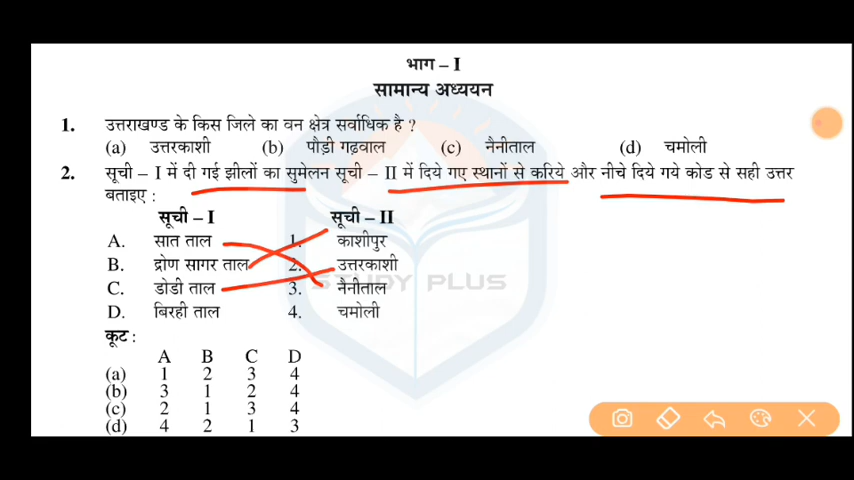 भाग – I
सामान्य अध्ययन
1. उत्तराखण्ड के किस जिले का वन क्षेत्र सर्वाधिक है ?
(a) उत्तरकाशी (b) पौड़ी गढ़वाल (c) नैनीताल (d) चमोली
2. सूची – I में दी गई झीलों का सुमेलन सूची – II में दिये गए स्थानों से करिये और नीचे दिये गये कोड से सही उत्तर
बताइए :
सूची – I सूची – II
A. सात ताल 1. काशीपुर
B. द्रोण सागर ताल 2. उत्तरकाशी
C. डोडी ताल 3. नैनीताल
D. बिरही ताल 4. चमोली
STUDY PLUS
कूट :
A B C D
(a) 1 2 3 4
(b) 3 1 2 4
(c) 2 1 3 4
(d) 4 2 1 3